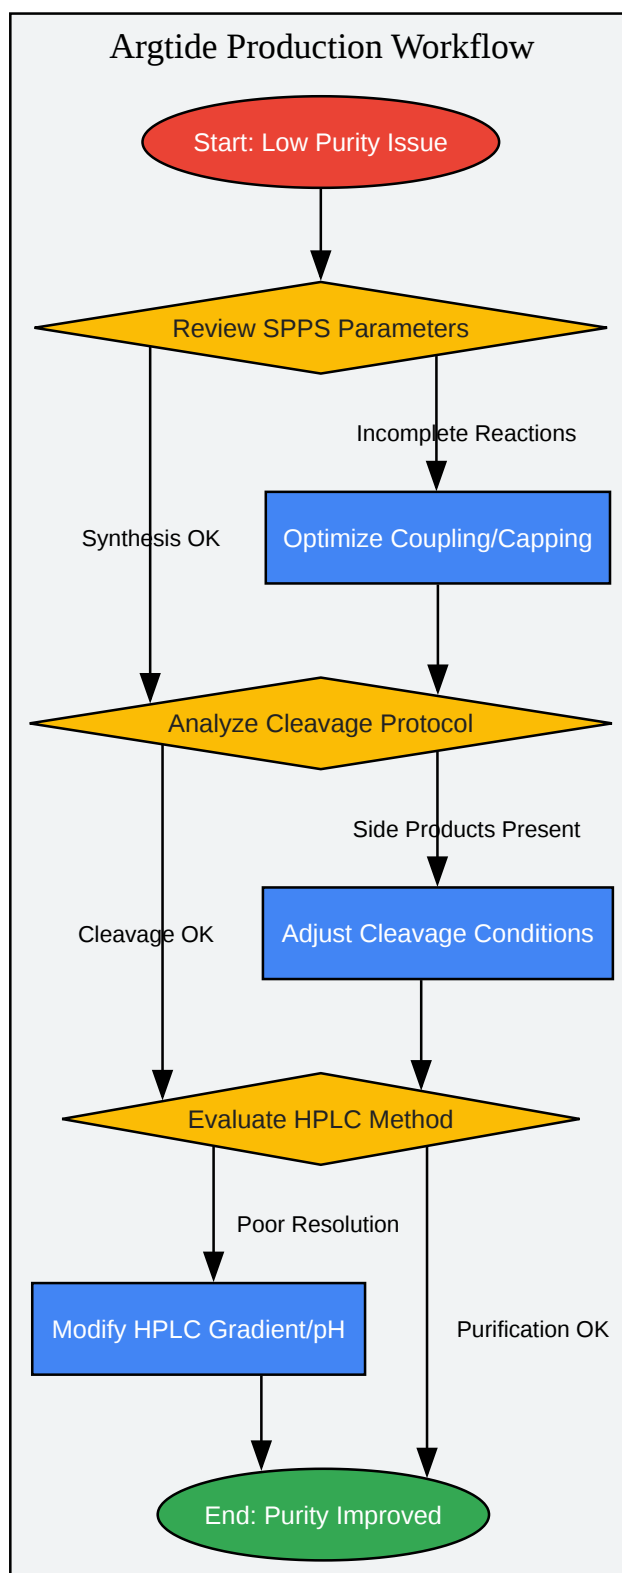 Argtide Production Workflow
Start: Low Purity Issue
Review SPPS Parameters
Incomplete Reactions
Synthesis OK
Optimize Coupling/Capping
Analyze Cleavage Protocol
Side Products Present
Cleavage OK
Adjust Cleavage Conditions
Evaluate HPLC Method
Poor Resolution
Modify HPLC Gradient/pH
Purification OK
End: Purity Improved